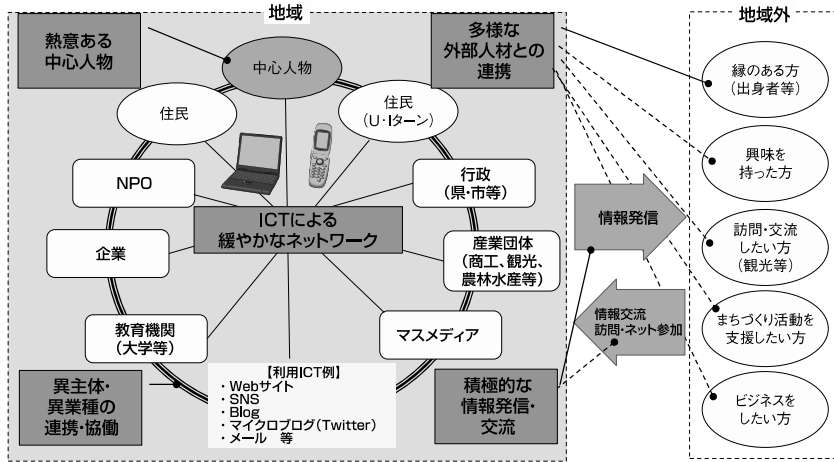 地域
熱意ある
中心人物
中心人物
多様な
外部人材との
連携
住民
住民
(U・Iターン)
NPO
行政
(県・市等)
ICTによる
緩やかなネットワーク
企業
産業団体
(商工、観光、
農林水産等)
教育機関
(大学等)
マスメディア
【利用ICT例】
・Webサイト
・SNS
・Blog
・マイクロブログ(Twitter)
・メール 等
異主体・
異業種の
連携・協働
積極的な
情報発信・
交流
情報発信
情報交流
訪問・ネット参加
地域外
縁のある方
(出身者等)
興味を
持った方
訪問・交流
したい方
(観光等)
まちづくり活動を
支援したい方
ビジネスを
したい方